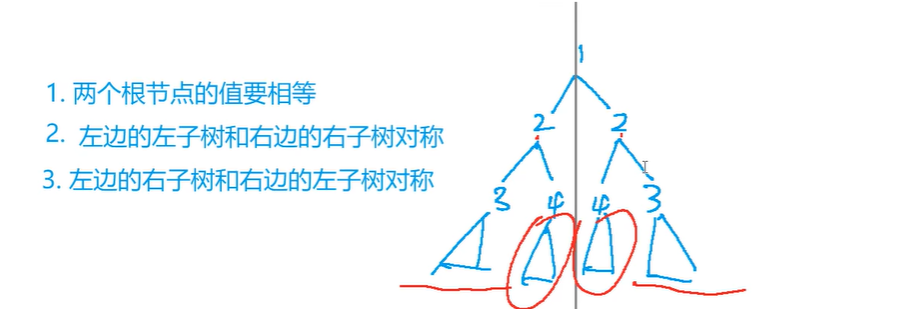 1. 两个根节点的值要相等
2. 左边的左子树和右边的右子树对称
3. 左边的右子树和右边的左子树对称
1
2 2
3 4 4 3